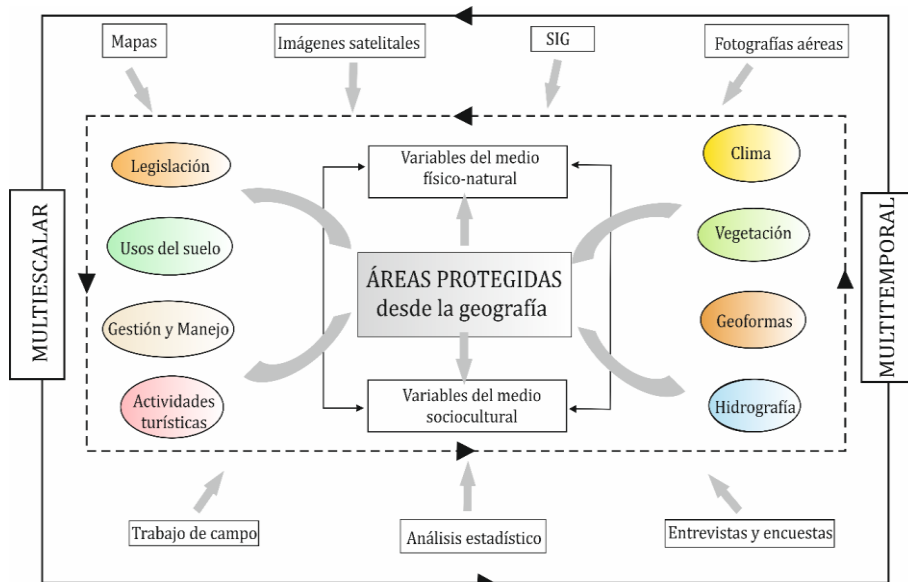 Mapas
Imágenes satelitales
SIG
Fotografías aéreas
MULTIESCALAR
Legislación
Usos del suelo
Gestión y Manejo
Actividades
turísticas
Variables del medio
físico-natural
ÁREAS PROTEGIDAS
desde la geografía
Variables del medio
sociocultural
Clima
Vegetación
Geoformas
Hidrografía
MULTITEMPORAL
Trabajo de campo
Análisis estadístico
Entrevistas y encuestas